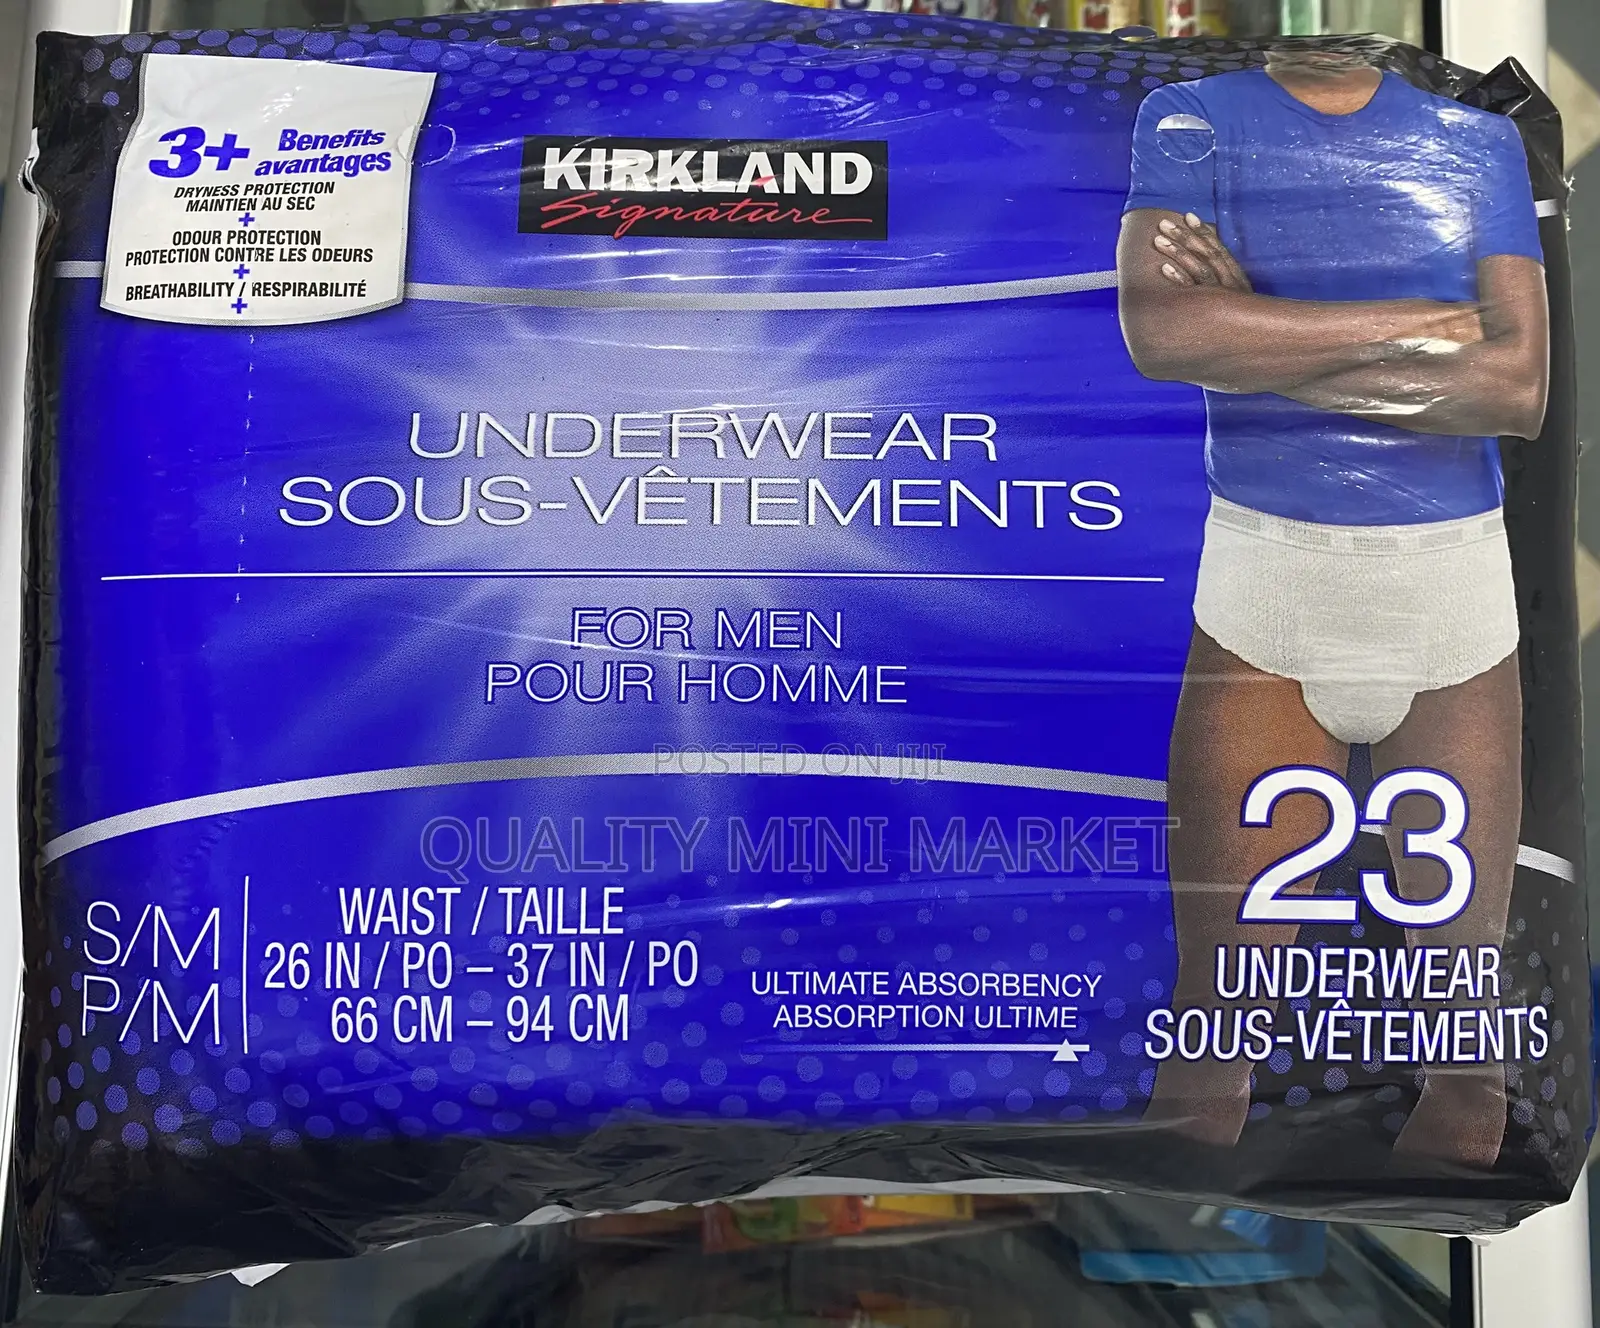 3+ Benefits
avantages
DRYNESS PROTECTION
MAINTIEN AU SEC
+
ODOUR PROTECTION
PROTECTION CONTRE LES ODEURS
+
BREATHABILITY / RESPIRABILITÉ
+
KIRKLAND
Signature
UNDERWEAR
SOUS-VÊTEMENTS
FOR MEN
POUR HOMME
POSTED ON JIJI
QUALITY MINI MARKET
S/M
P/M
WAIST / TAILLE
26 IN / PO – 37 IN / PO
66 CM – 94 CM
ULTIMATE ABSORBENCY
ABSORPTION ULTIME
23
UNDERWEAR
SOUS-VÊTEMENTS